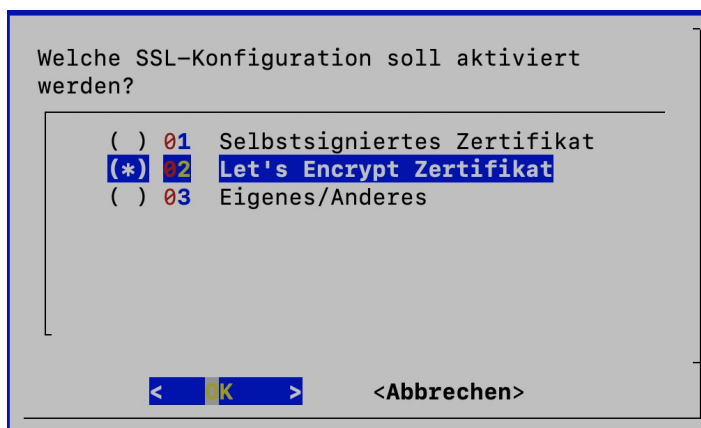 Welche SSL-Konfiguration soll aktiviert
werden?
( ) 01 Selbstsigniertes Zertifikat
(*) 02 Let's Encrypt Zertifikat
( ) 03 Eigenes/Anderes
< OK > <Abbrechen>